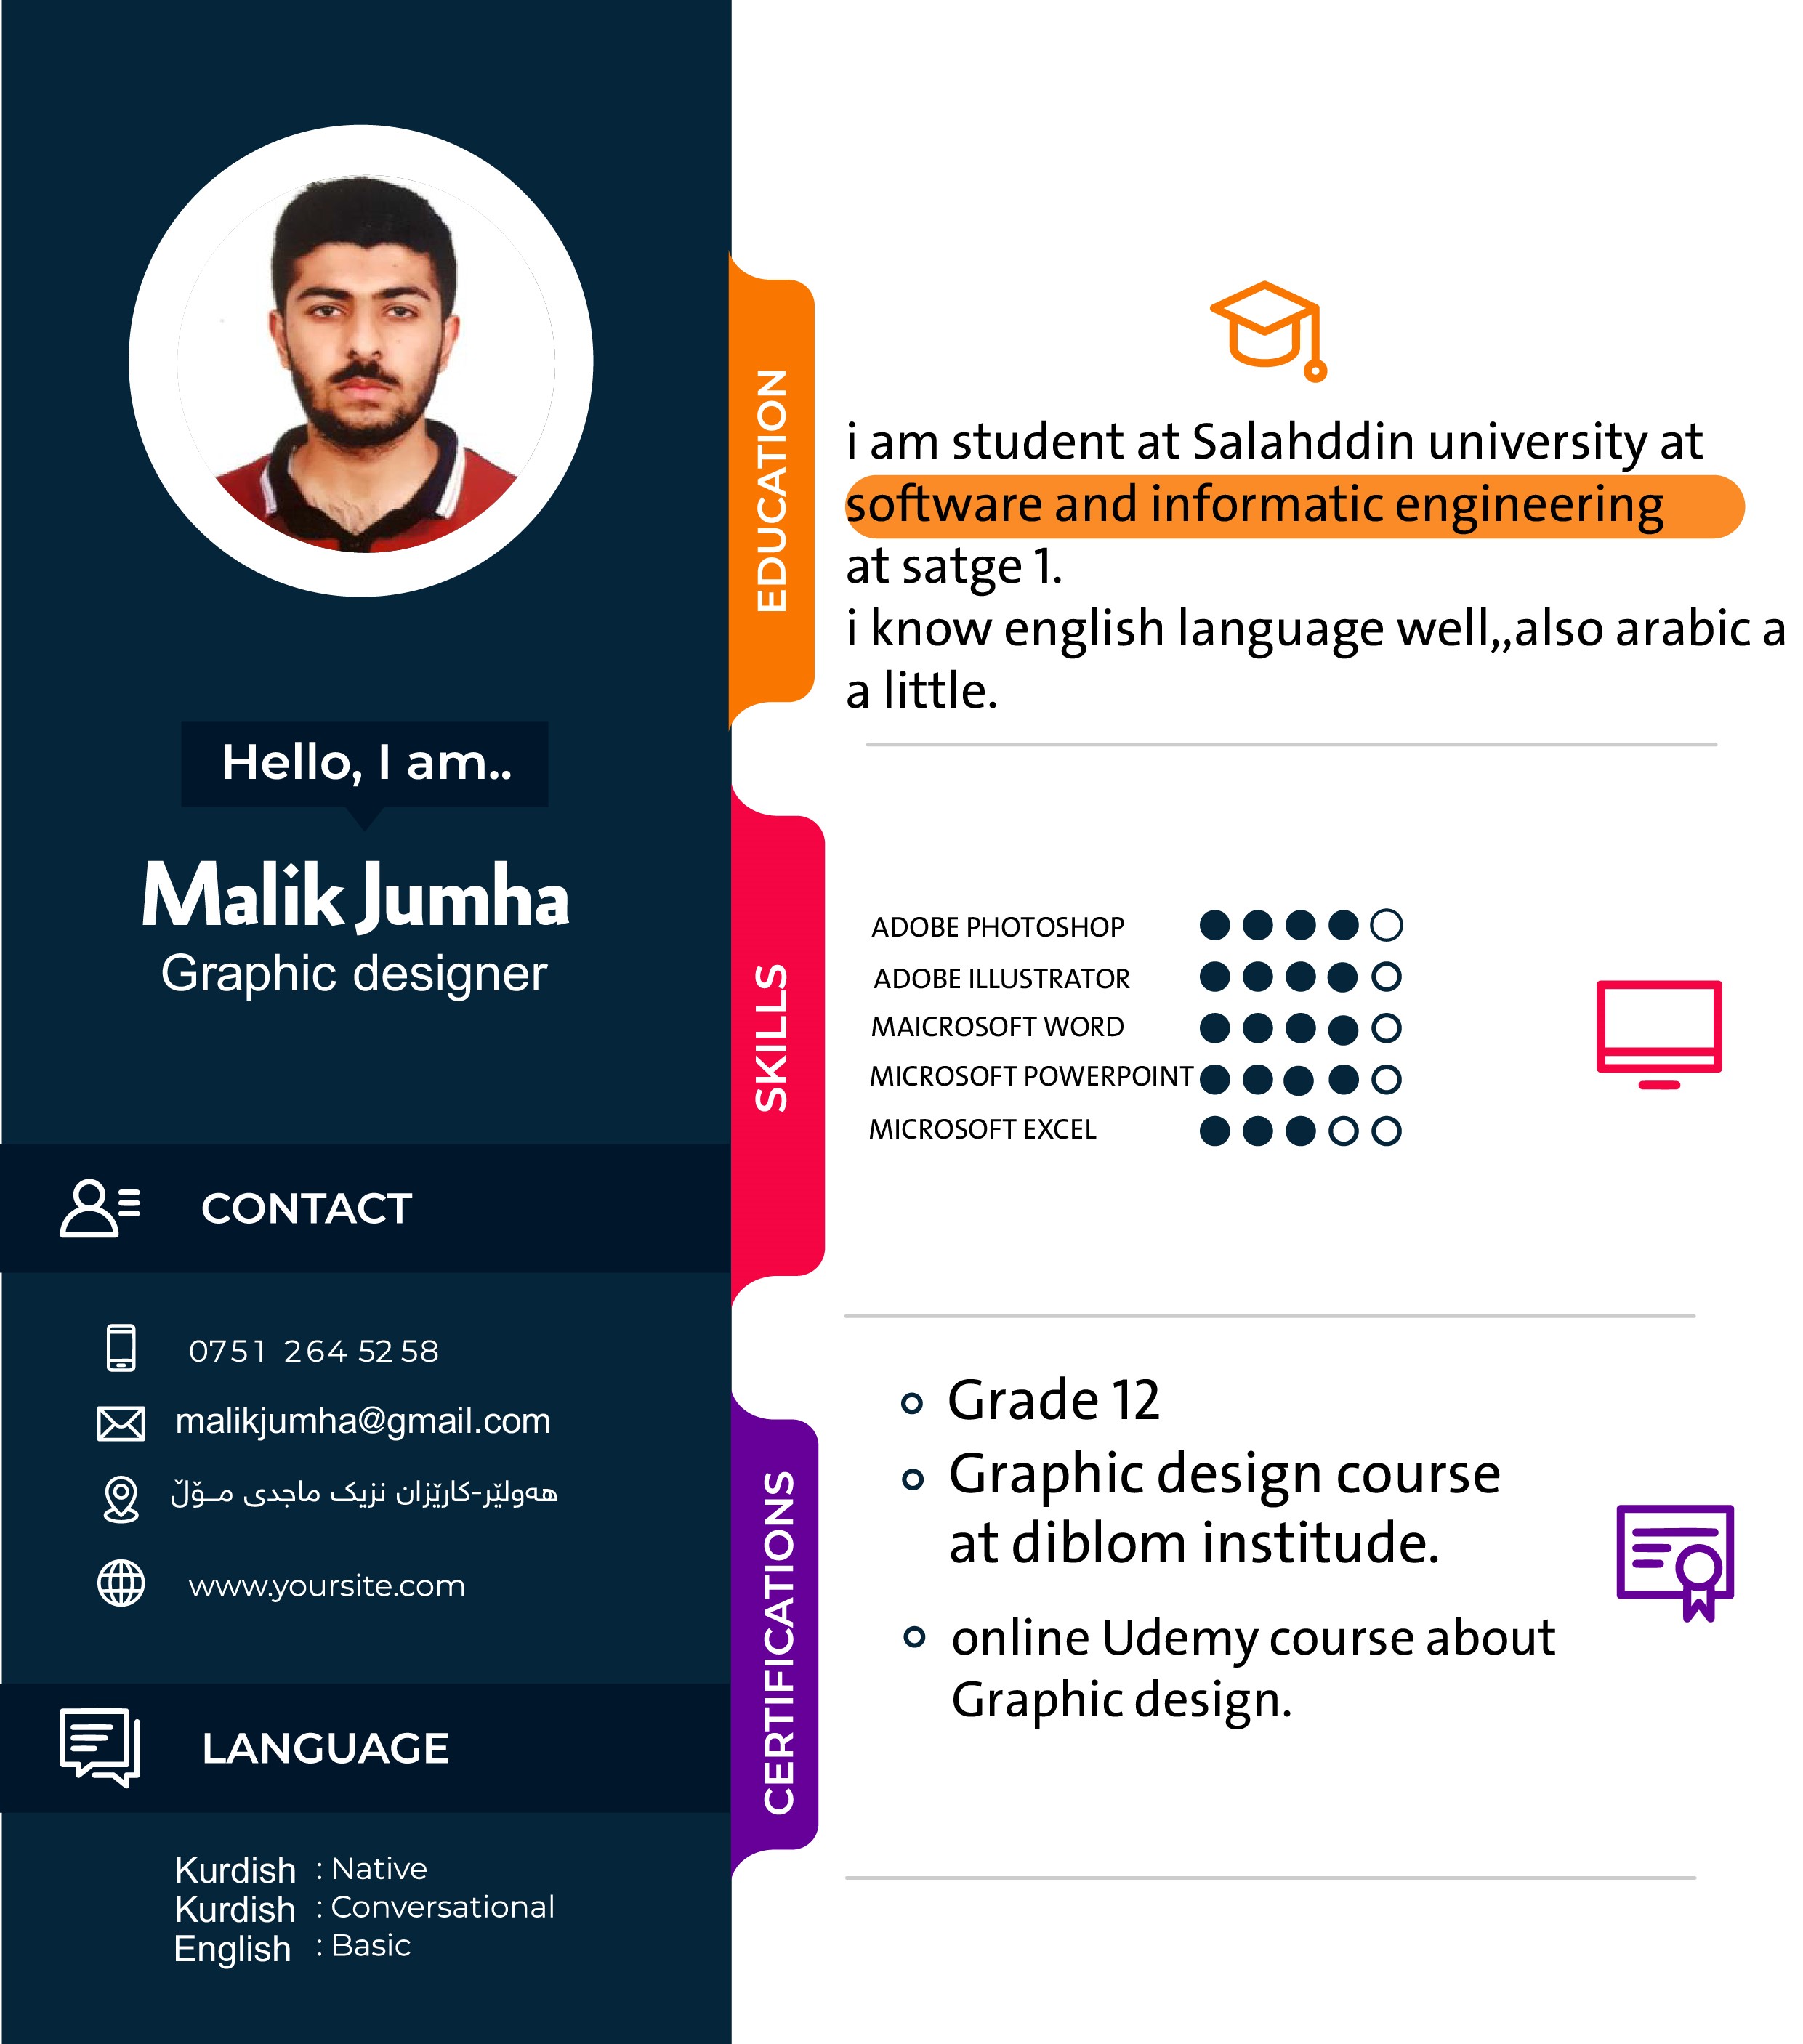 Hello, I am..
Malik Jumha
Graphic designer
CONTACT
0751 264 52 58
malikjumha@gmail.com
هەولێر-کارێزان نزیک ماجدی مــۆڵ
www.yoursite.com
LANGUAGE
Kurdish : Native
Kurdish : Conversational
English : Basic
EDUCATION
i am student at Salahddin university at
software and informatic engineering
at satge 1.
i know english language well,,also arabic a
a little.
SKILLS
ADOBE PHOTOSHOP
ADOBE ILLUSTRATOR
MAICROSOFT WORD
MICROSOFT POWERPOINT
MICROSOFT EXCEL
CERTIFICATIONS
Grade 12
Graphic design course
at diblom institude.
online Udemy course about
Graphic design.